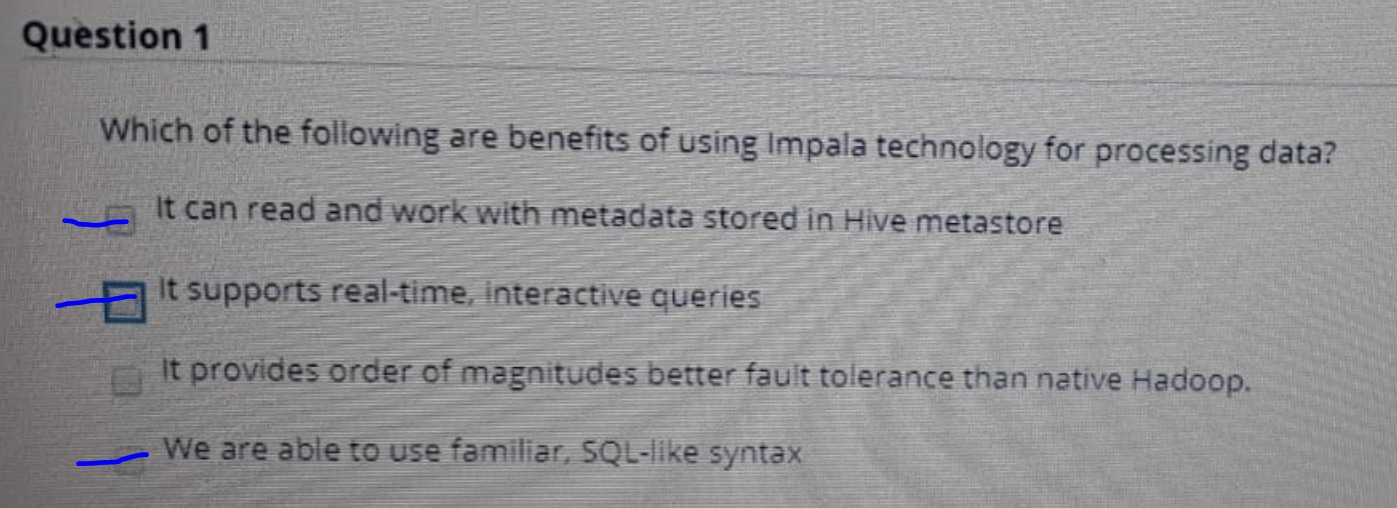 Question 1
Which of the following are benefits of using Impala technology for processing data?
It can read and work with metadata stored in Hive metastore
It supports real-time, interactive queries
It provides order of magnitudes better fault tolerance than native Hadoop.
We are able to use familiar, SQL-like syntax